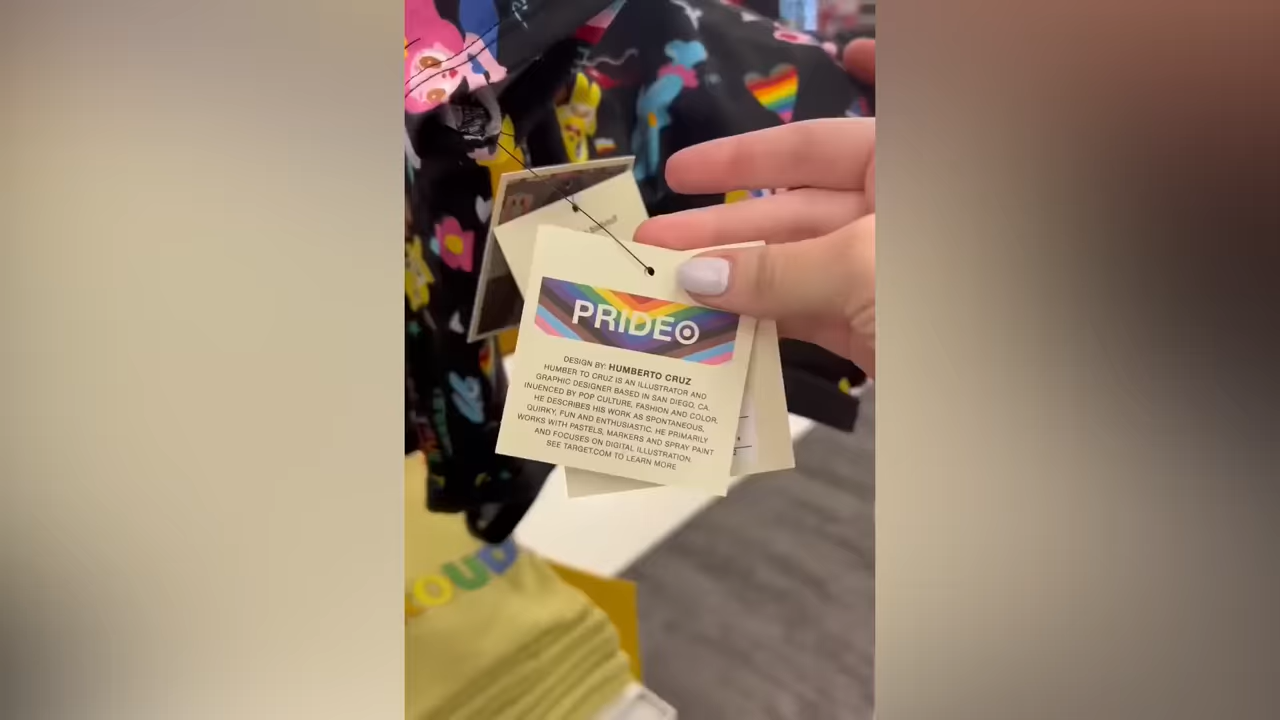 PRIDE
DESIGN BY: HUMBERTO CRUZ
HUMBER TO CRUZ IS AN ILLUSTRATOR AND
GRAPHIC DESIGNER BASED IN SAN DIEGO, CA.
INUENCED BY POP CULTURE, FASHION AND COLOR,
HE DESCRIBES HIS WORK AS SPONTANEOUS,
QUIRKY, FUN AND ENTHUSIASTIC. HE PRIMARILY
WORKS WITH PASTELS, MARKERS AND SPRAY PAINT
AND FOCUSES ON DIGITAL ILLUSTRATION.
SEE TARGET.COM TO LEARN MORE
OUD